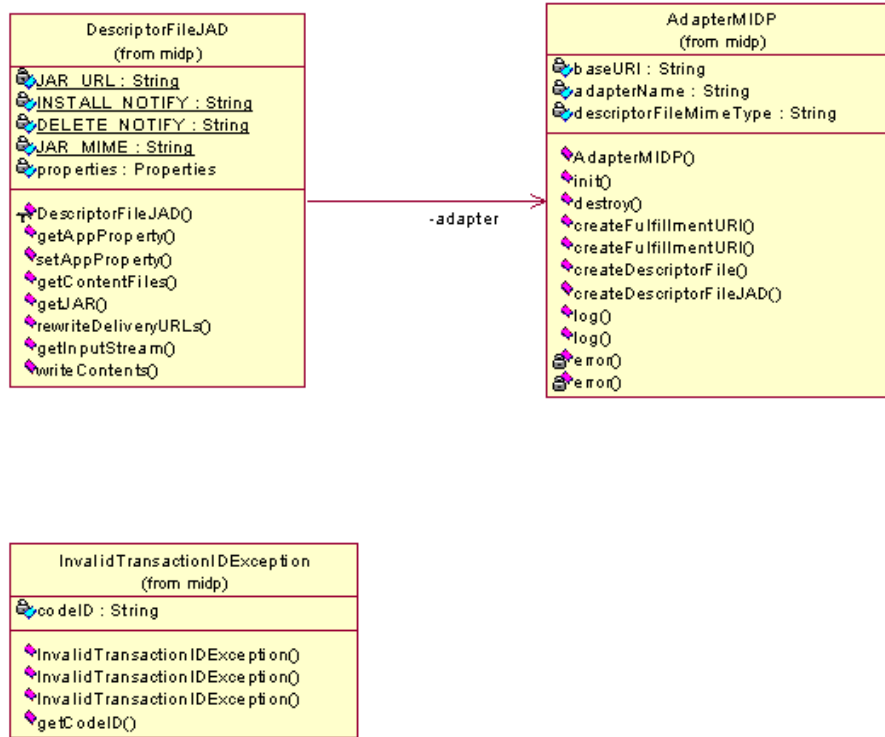 DescriptorFileJAD
(from midp)
JAR_URL : String
INSTALL_NOTIFY : String
DELETE_NOTIFY : String
JAR_MIME : String
properties : Properties
DescriptorFileJAD()
getAppProperty()
setAppProperty()
getContentFiles()
getJAR()
rewriteDeliveryURLs()
getInputStream()
writeContents()
-adapter
AdapterMIDP
(from midp)
baseURI : String
adapterName : String
descriptorFileMimeType : String
AdapterMIDP()
init()
destroy()
createFulfillmentURI()
createFulfillmentURI()
createDescriptorFile()
createDescriptorFileJAD()
log()
log()
error()
error()
InvalidTransactionIDException
(from midp)
codeID : String
InvalidTransactionIDException()
InvalidTransactionIDException()
InvalidTransactionIDException()
getCodeID()